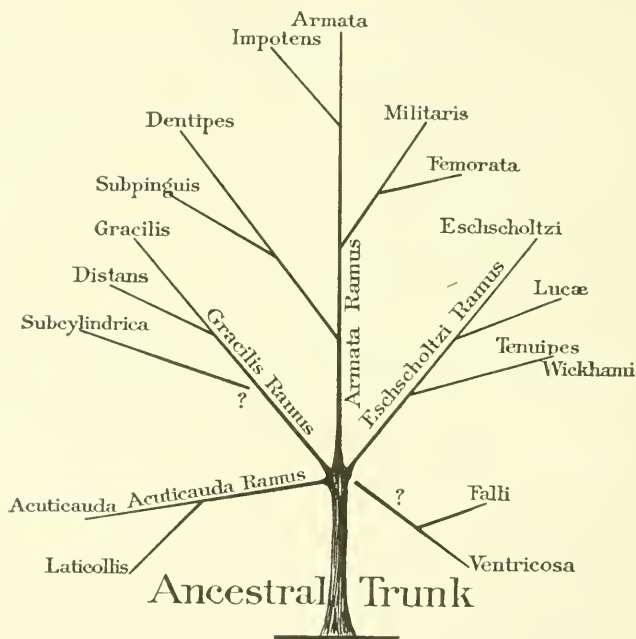 Armata
Impotens
Militaris
Dentipes
Femorata
Subpinguis
Gracilis
Eschscholtzi
Distans
Lucæ
Subcylindrica
Tenuipes
Wickhami
Gracilis Ramus
Armata Ramus
Eschscholtzi Ramus
?
Acuticauda Ramus
Acuticauda
?
Falli
Laticollis
Ventricosa
Ancestral Trunk